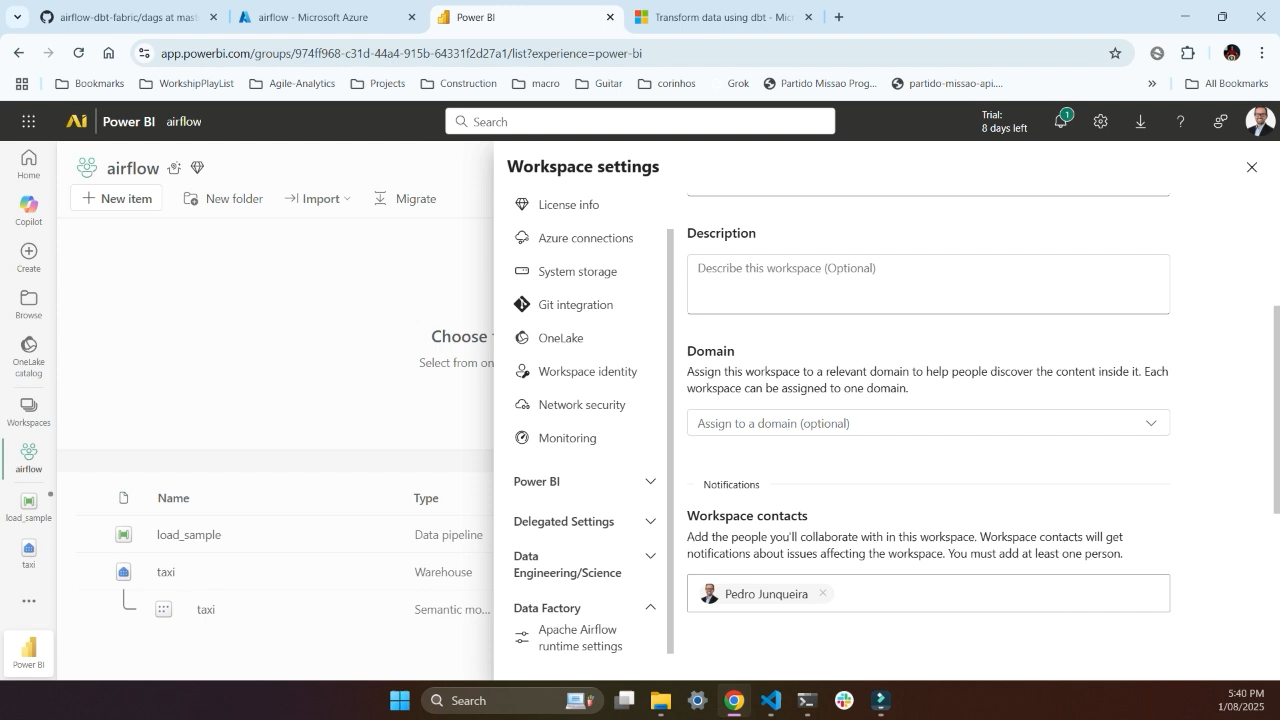 airflow-dbt-fabric/dags at mast
airflow - Microsoft Azure
Power BI
Transform data using dbt - Micr
app.powerbi.com/groups/974ff968-c31d-44a4-915b-64331f2d27a1/list?experience=power-bi
Bookmarks
WorkshipPlayList
Agile-Analytics
Projects
Construction
macro
Guitar
corinhos
Grok
Partido Missao Prog...
partido-missao-api....
All Bookmarks
Power BI
airflow
Search
Trial:
8 days left
1
Home
Copilot
Create
Browse
OneLake
catalog
Workspaces
airflow
load_sample
taxi
Power BI
airflow
New item
New folder
Import
Migrate
Choose
Select from on
Name
Type
load_sample
Data pipeline
taxi
Warehouse
taxi
Semantic mo...
Workspace settings
License info
Azure connections
System storage
Git integration
OneLake
Workspace identity
Network security
Monitoring
Power BI
Delegated Settings
Data
Engineering/Science
Data Factory
Apache Airflow
runtime settings
Description
Describe this workspace (Optional)
Domain
Assign this workspace to a relevant domain to help people discover the content inside it. Each
workspace can be assigned to one domain.
Assign to a domain (optional)
Notifications
Workspace contacts
Add the people you'll collaborate with in this workspace. Workspace contacts will get
notifications about issues affecting the workspace. You must add at least one person.
Pedro Junqueira
Search
5:40 PM
1/08/2025